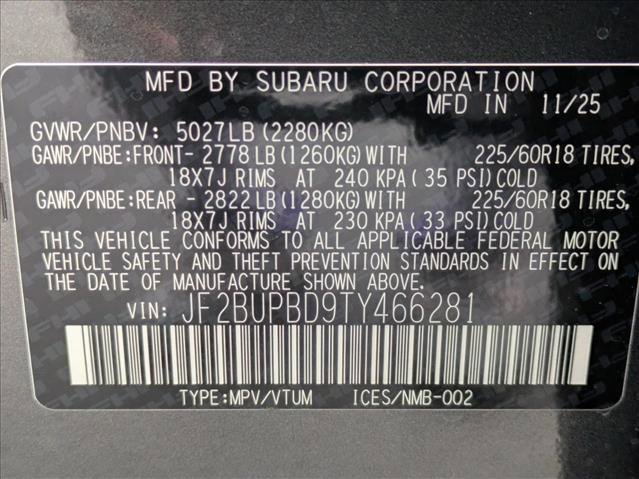 MFD BY SUBARU CORPORATION
MFD IN 11/25
GVWR/PNBV: 5027LB(2280KG)
GAWR/PNBE:FRONT- 2778 LB(1260KG)WITH 225/60R18 TIRES,
18X7J RIMS AT 240 KPA(35 PSI)COLD
GAWR/PNBE:REAR - 2822 LB(1280KG)WITH 225/60R18 TIRES,
18X7J RIMS AT 230 KPA(33 PSI)COLD
THIS VEHICLE CONFORMS TO ALL APPLICABLE FEDERAL MOTOR
VEHICLE SAFETY AND THEFT PREVENTION STANDARDS IN EFFECT ON
THE DATE OF MANUFACTURE SHOWN ABOVE.
VIN: JF2BUPBD9TY466281
TYPE:MPV/VTUM ICES/NMB-002